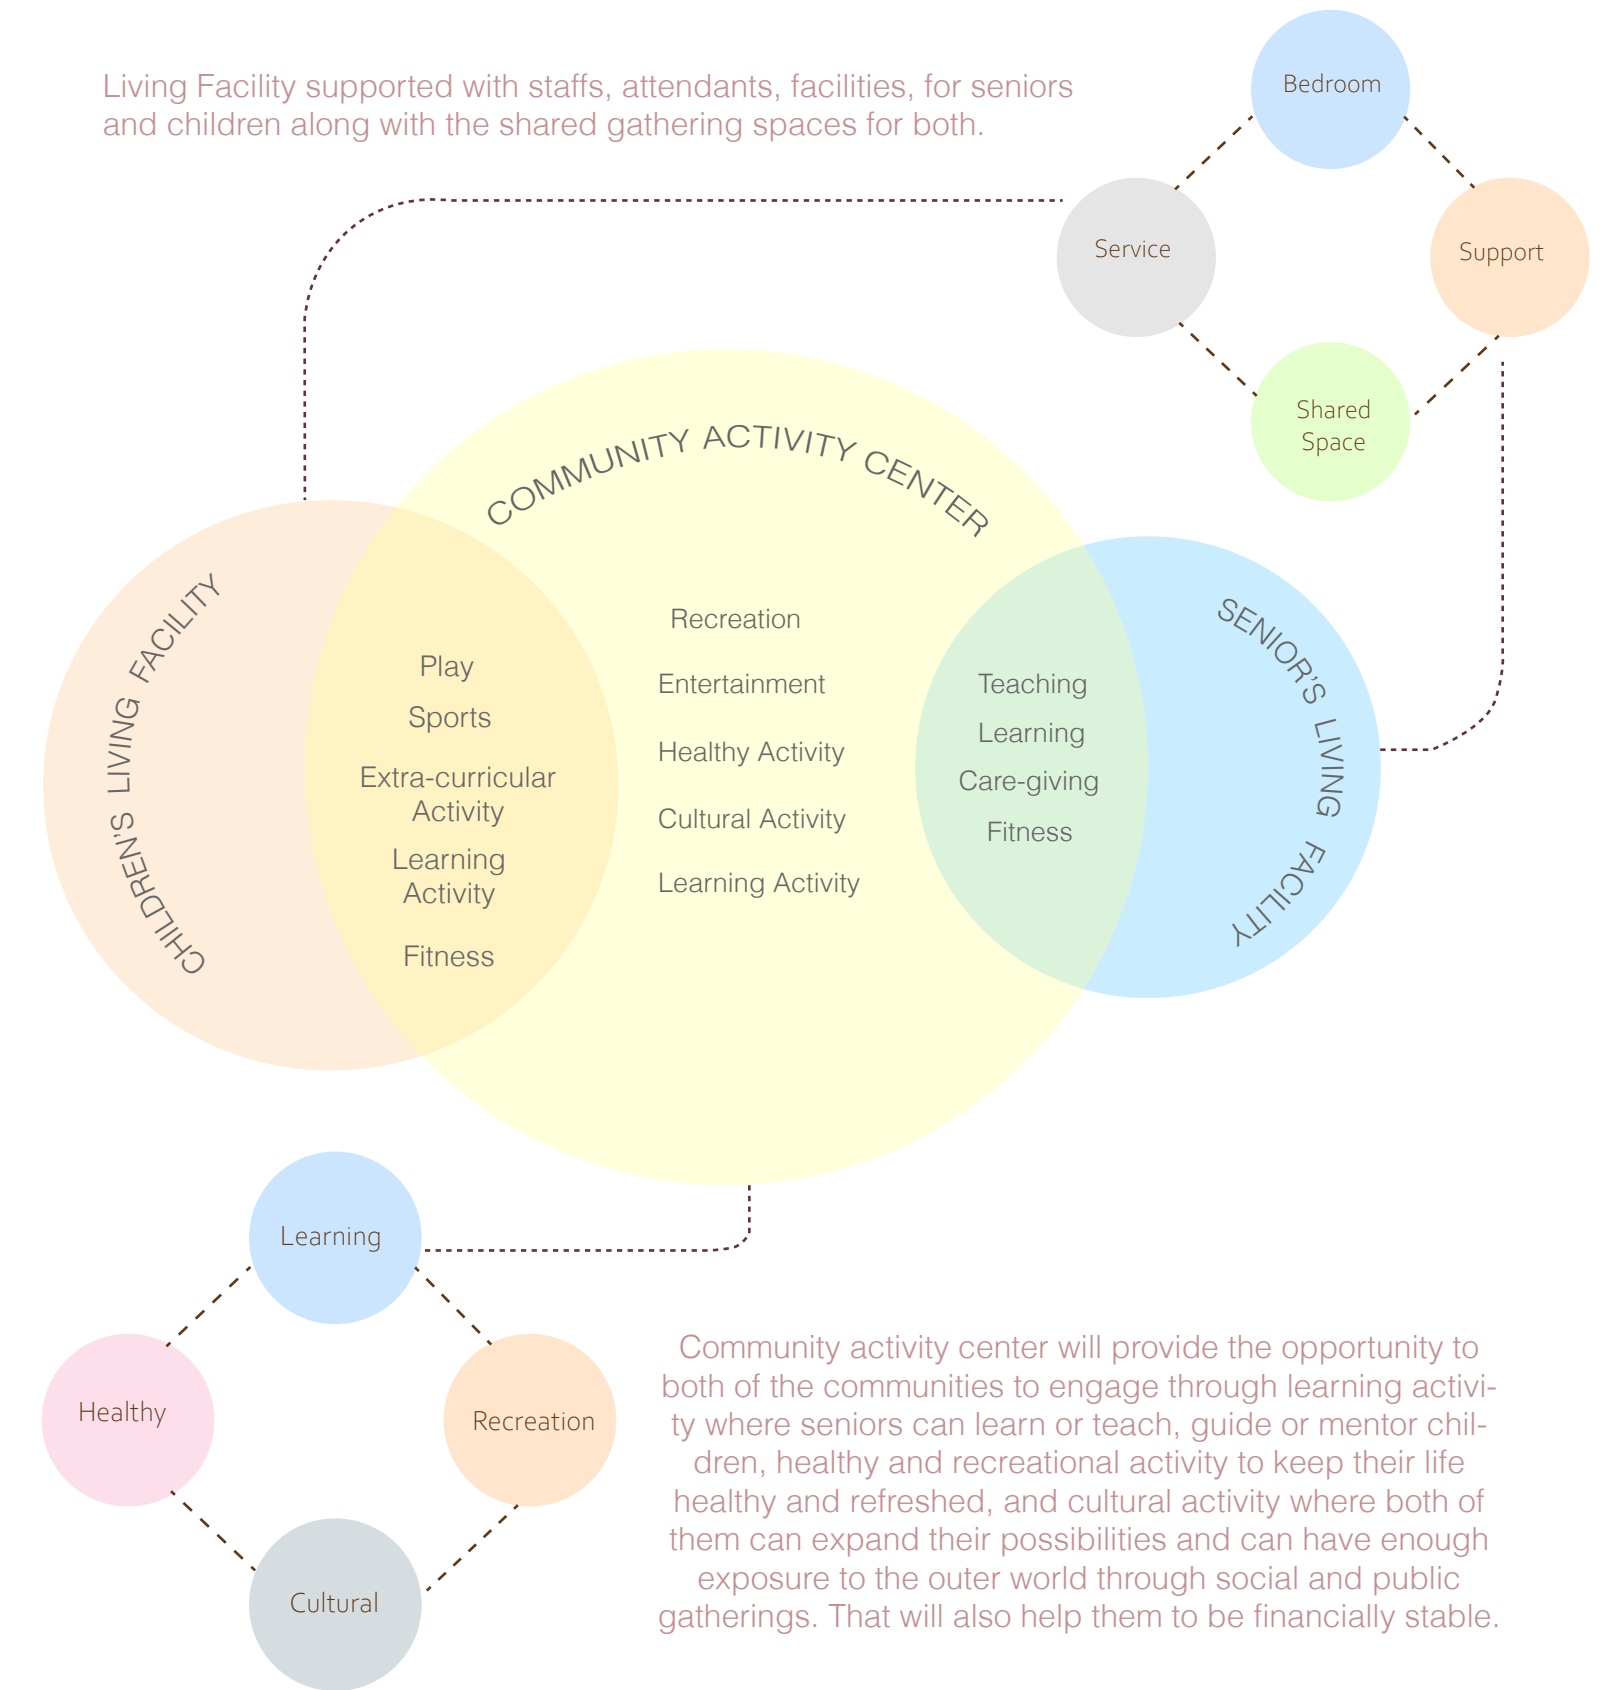 Living Facility supported with staffs, attendants, facilities, for seniors
and children along with the shared gathering spaces for both.
Bedroom
Service
Support
Shared
Space
COMMUNITY ACTIVITY CENTER
CHILDREN'S LIVING FACILITY
Play
Sports
Extra-curricular
Activity
Learning
Activity
Fitness
Recreation
Entertainment
Healthy Activity
Cultural Activity
Learning Activity
Teaching
Learning
Care-giving
Fitness
SENIOR'S LIVING FACILITY
Learning
Healthy
Recreation
Cultural
Community activity center will provide the opportunity to
both of the communities to engage through learning activi-
ty where seniors can learn or teach, guide or mentor chil-
dren, healthy and recreational activity to keep their life
healthy and refreshed, and cultural activity where both of
them can expand their possibilities and can have enough
exposure to the outer world through social and public
gatherings. That will also help them to be financially stable.